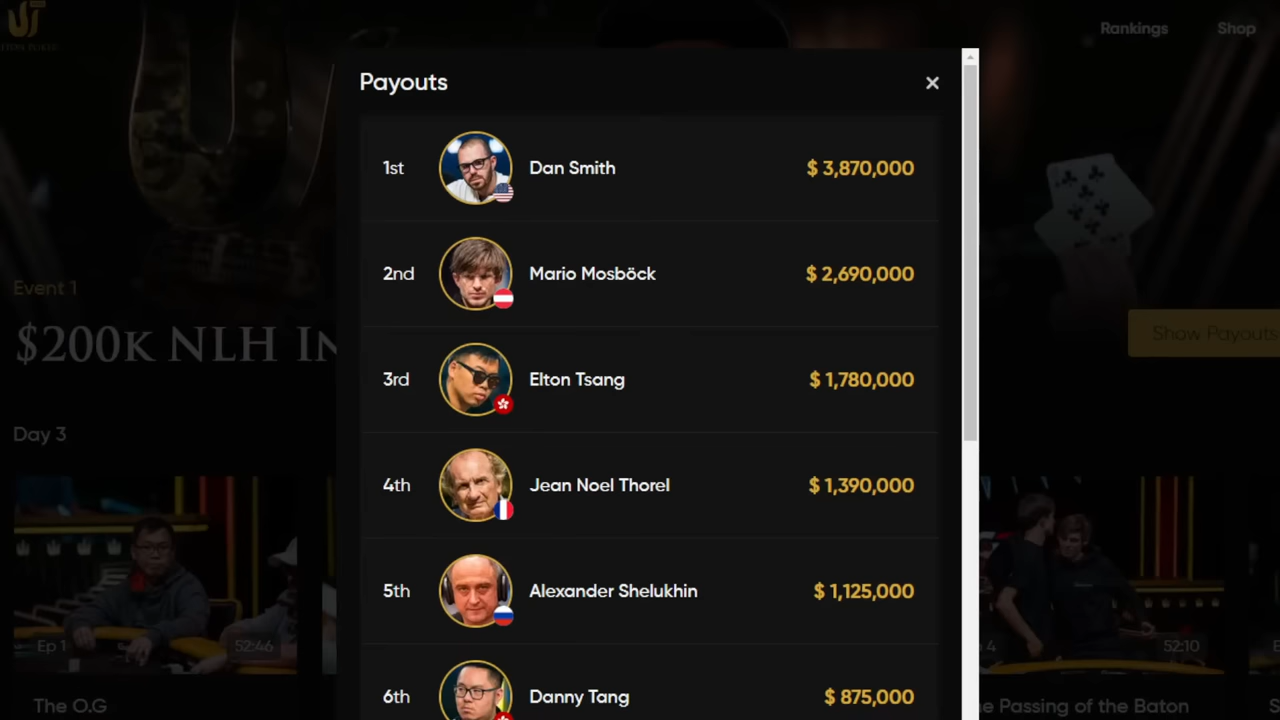 Rankings Shop
Payouts ×
1st Dan Smith $ 3,870,000
2nd Mario Mosböck $ 2,690,000
3rd Elton Tsang $ 1,780,000
4th Jean Noel Thorel $ 1,390,000
5th Alexander Shelukhin $ 1,125,000
6th Danny Tang $ 875,000
Event 1
$200K NLH
Show Payouts
Day 3
Ep 1 52:46
4 52:10
The O.G
Passing of the Baton